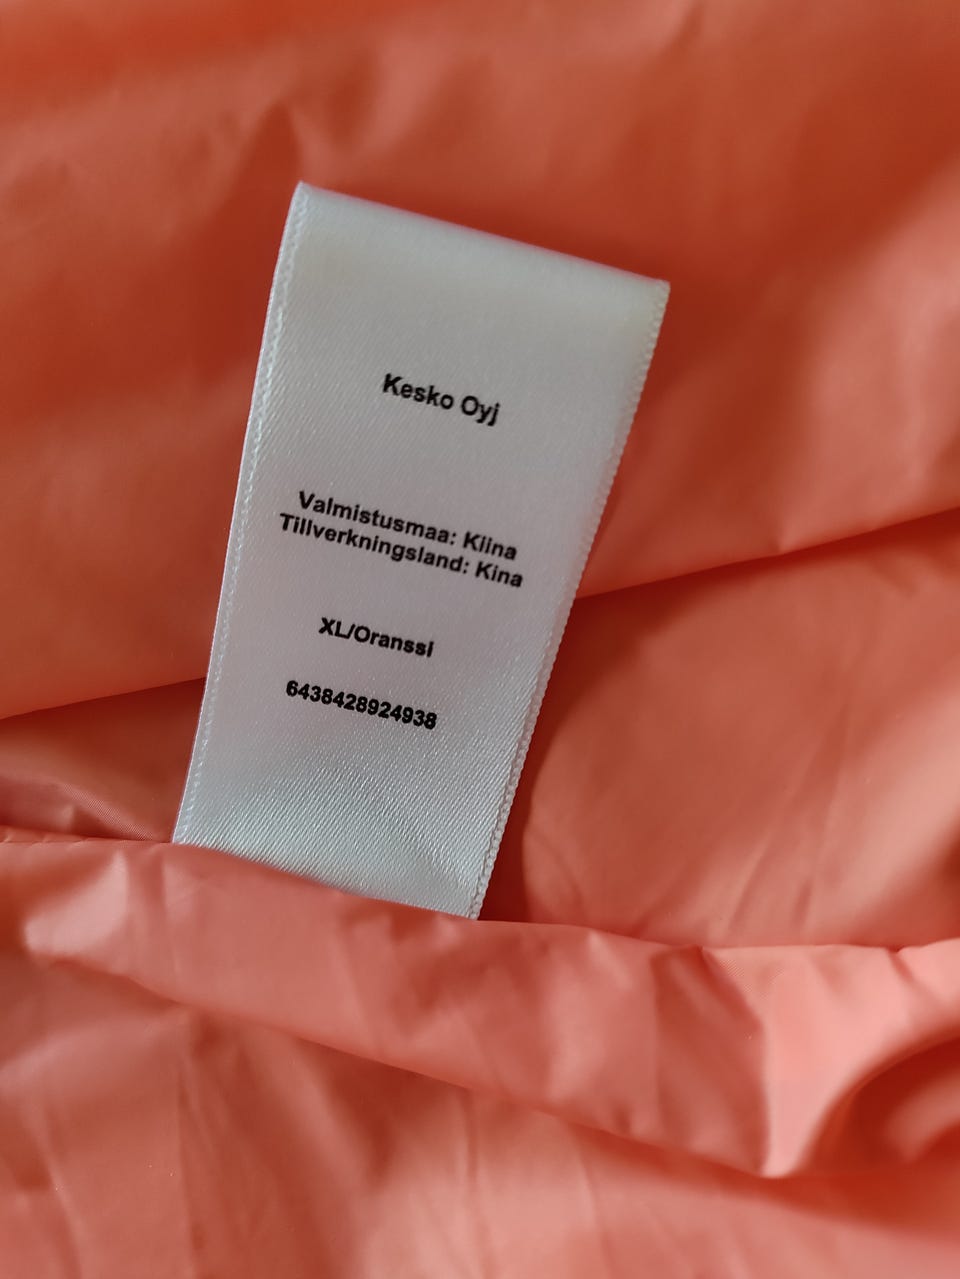 Kesko Oyj
Valmistusmaa: Kiina
Tillverkningsland: Kina
XL/Oranssi
6438428924938